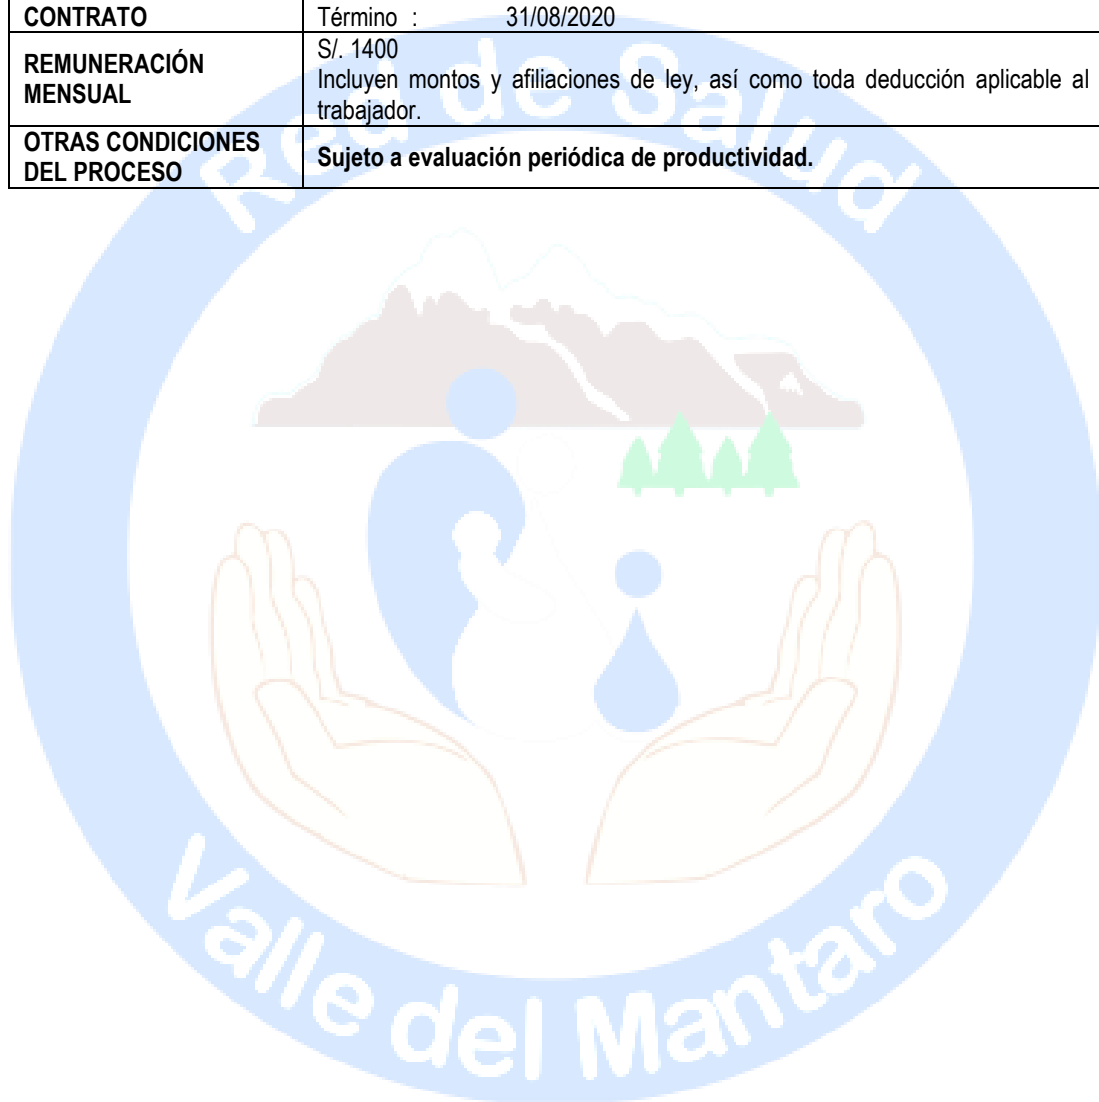 CONTRATO
Término : 31/08/2020
REMUNERACIÓN
MENSUAL
S/. 1400
Incluyen montos y afiliaciones de ley, así como toda deducción aplicable al
trabajador.
OTRAS CONDICIONES
DEL PROCESO
Sujeto a evaluación periódica de productividad.
Red de Salud
Valle del Mantaro